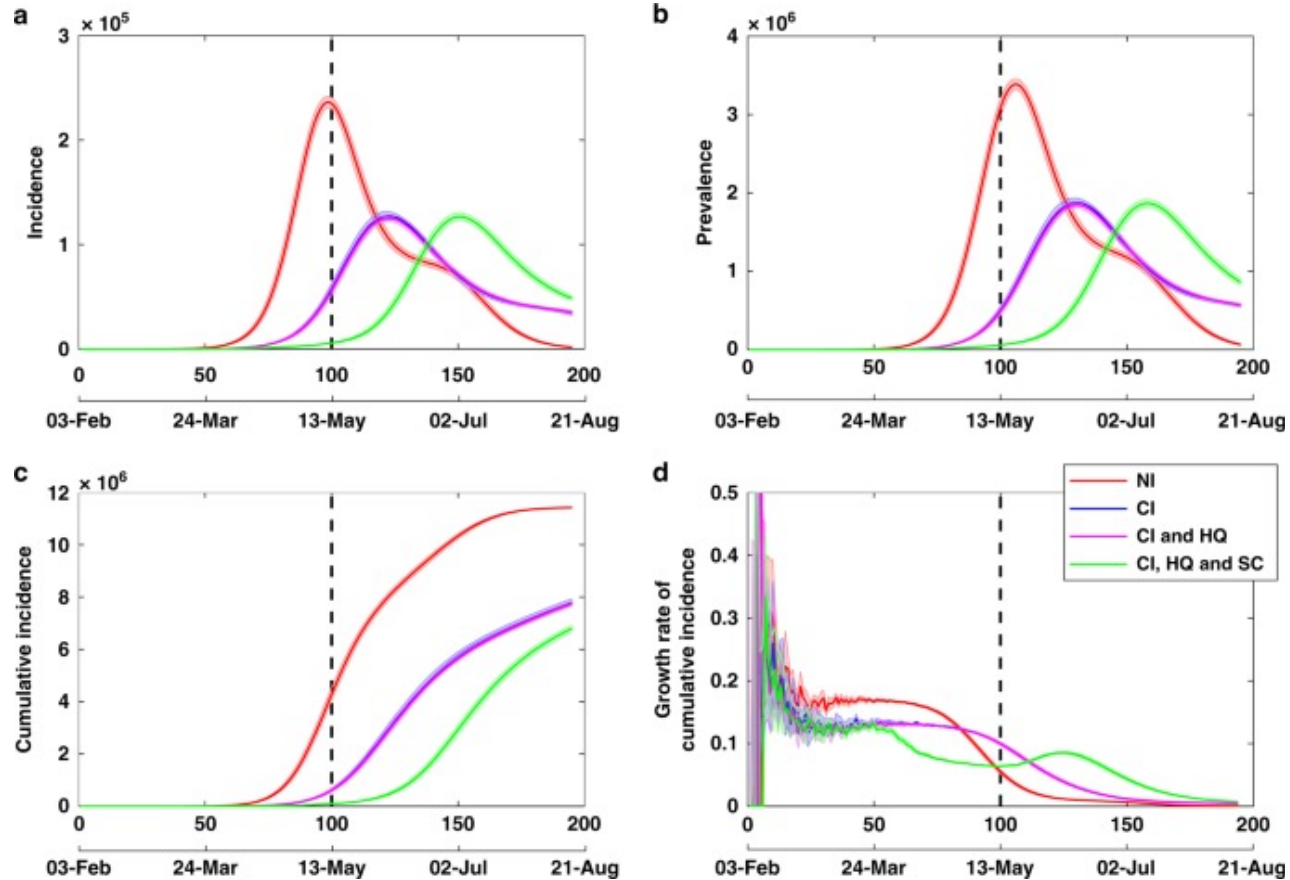 a
× 10⁵
3
2
1
0
Incidence
0 50 100 150 200
03-Feb 24-Mar 13-May 02-Jul 21-Aug
b
× 10⁶
4
3
2
1
0
Prevalence
0 50 100 150 200
03-Feb 24-Mar 13-May 02-Jul 21-Aug
c
× 10⁶
12
10
8
6
4
2
0
Cumulative incidence
0 50 100 150 200
03-Feb 24-Mar 13-May 02-Jul 21-Aug
d
0.5
0.4
0.3
0.2
0.1
0
Growth rate of
cumulative incidence
NI
CI
CI and HQ
CI, HQ and SC
0 50 100 150 200
03-Feb 24-Mar 13-May 02-Jul 21-Aug